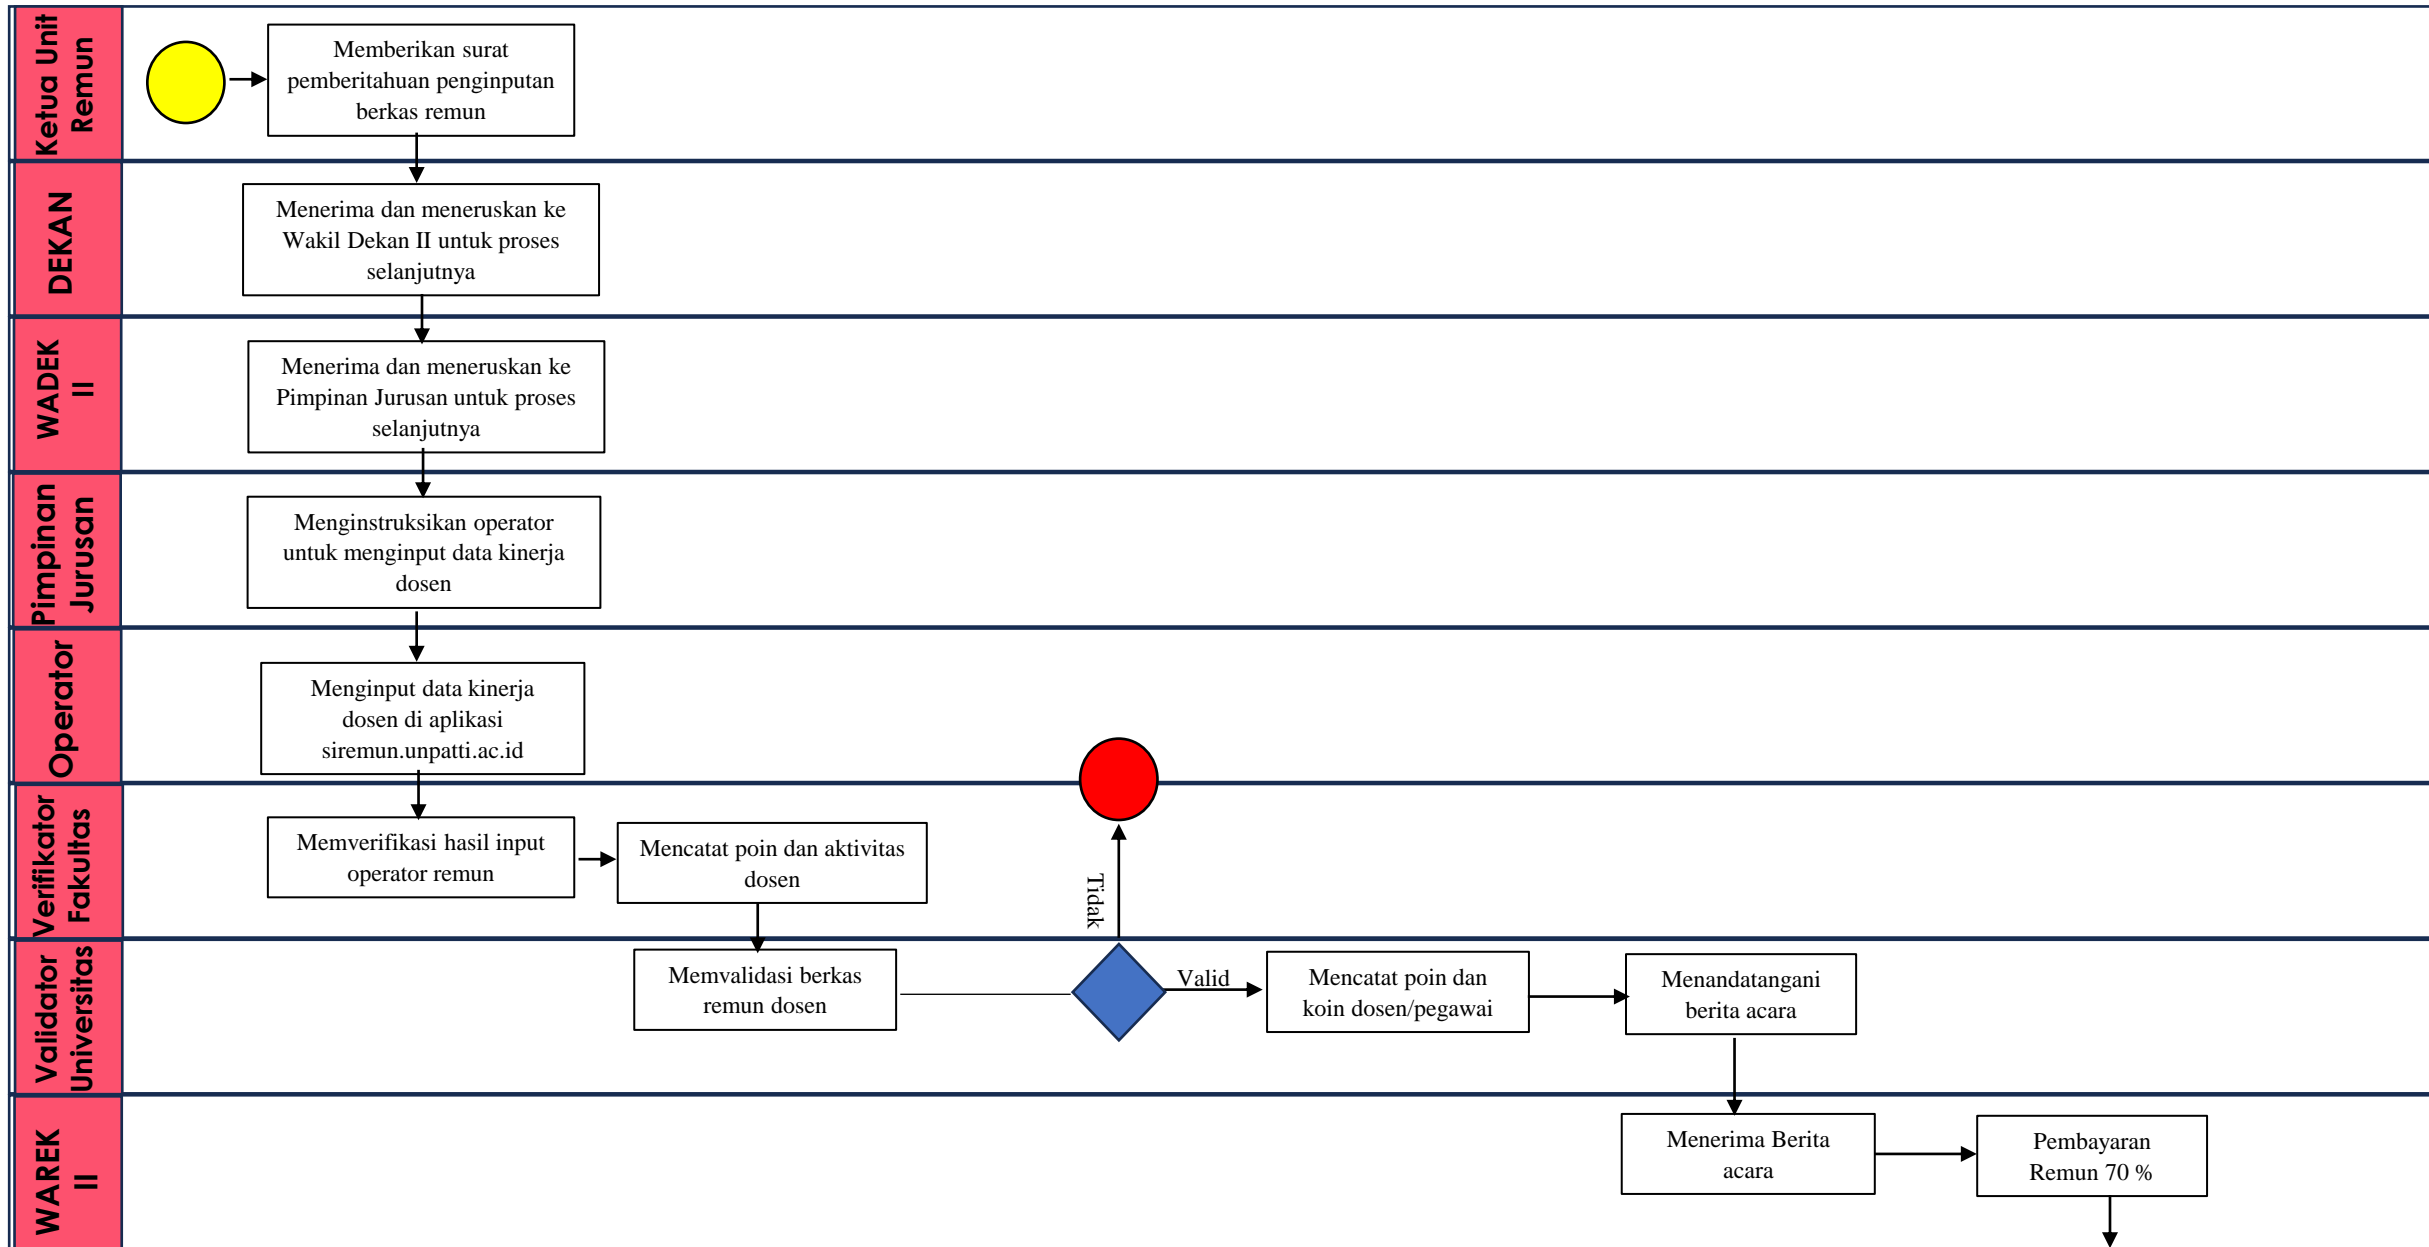 Ketua Unit
Remun
Memberikan surat
pemberitahuan penginputan
berkas remun
DEKAN
Menerima dan meneruskan ke
Wakil Dekan II untuk proses
selanjutnya
WADEK
II
Menerima dan meneruskan ke
Pimpinan Jurusan untuk proses
selanjutnya
Pimpinan
Jurusan
Menginstruksikan operator
untuk menginput data kinerja
dosen
Operator
Menginput data kinerja
dosen di aplikasi
siremun.unpatti.ac.id
Verifikator
Fakultas
Memverifikasi hasil input
operator remun
Mencatat poin dan aktivitas
dosen
Tidak
Validator
Universitas
Memvalidasi berkas
remun dosen
Valid
Mencatat poin dan
koin dosen/pegawai
Menandatangani
berita acara
WAREK
II
Menerima Berita
acara
Pembayaran
Remun 70 %